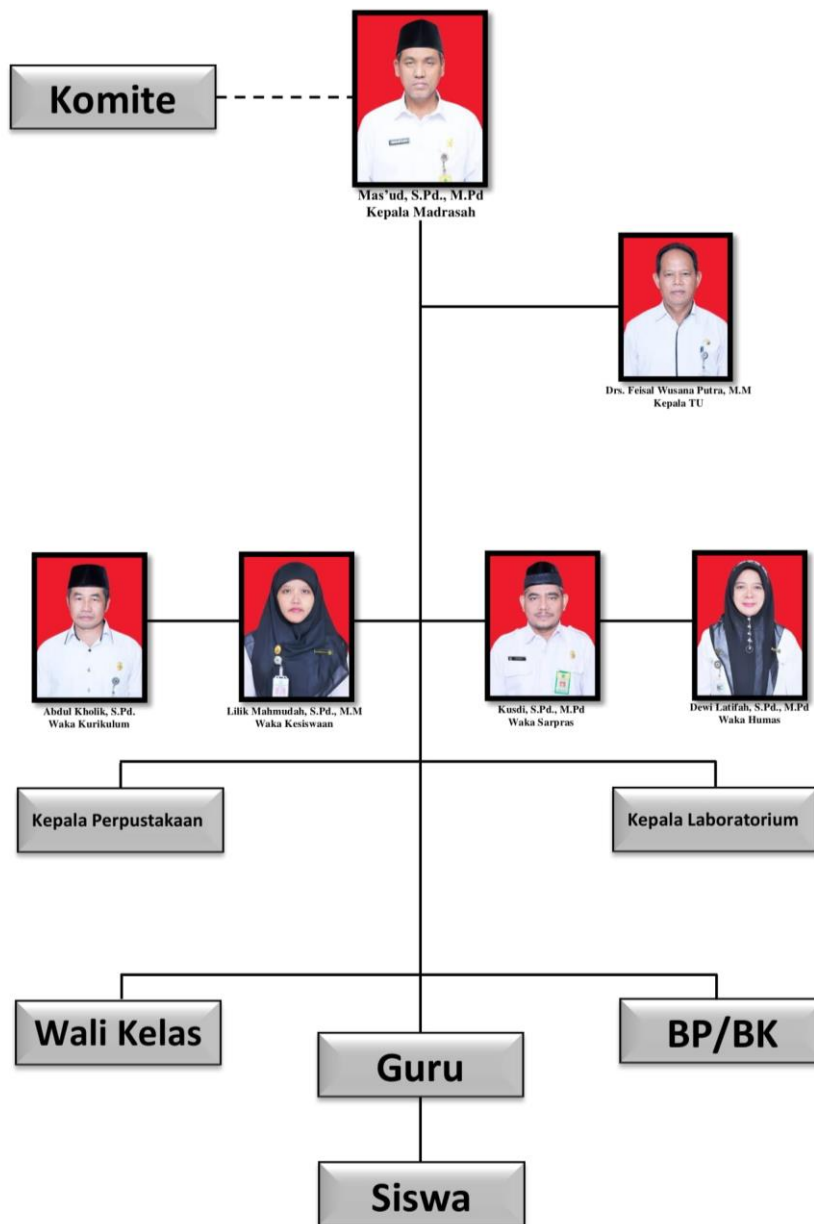 Komite
Mas’ud, S.Pd., M.Pd
Kepala Madrasah
Drs. Feisal Wusana Putra, M.M
Kepala TU
Abdul Kholik, S.Pd.
Waka Kurikulum
Lilik Mahmudah, S.Pd., M.M
Waka Kesiswaan
Kusdi, S.Pd., M.Pd
Waka Sarpras
Dewi Latifah, S.Pd., M.Pd
Waka Humas
Kepala Perpustakaan
Kepala Laboratorium
Wali Kelas
BP/BK
Guru
Siswa